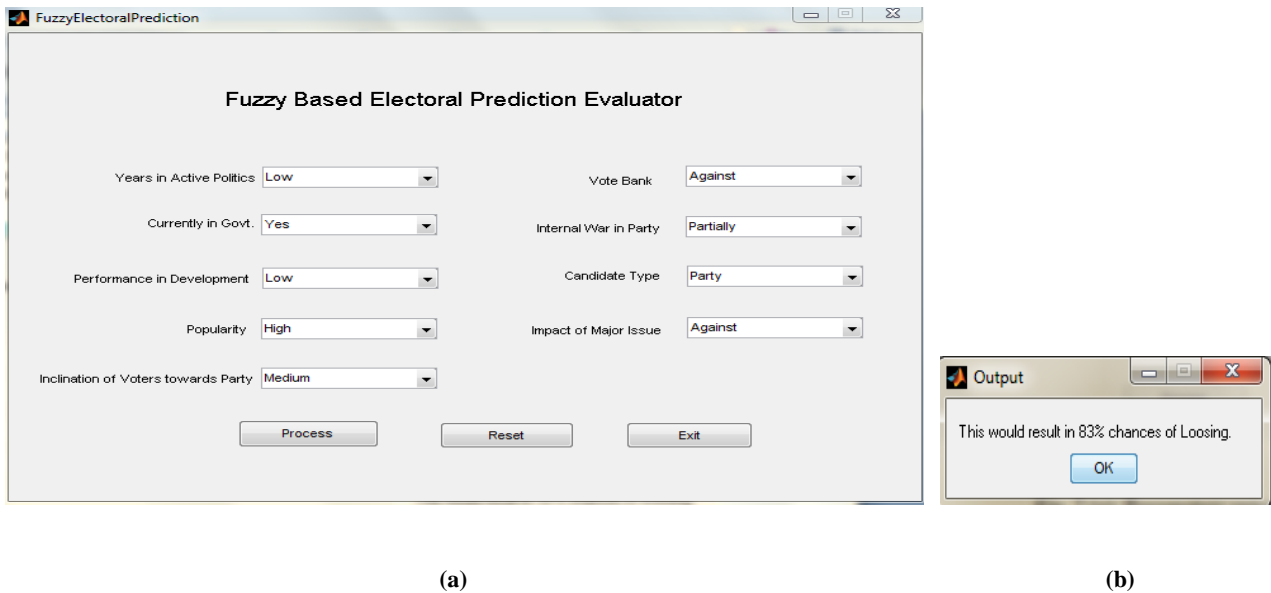 FuzzyElectoralPrediction
Fuzzy Based Electoral Prediction Evaluator
Years in Active Politics Low
Vote Bank Against
Currently in Govt. Yes
Internal War in Party Partially
Performance in Development Low
Candidate Type Party
Popularity High
Impact of Major Issue Against
Inclination of Voters towards Party Medium
Process Reset Exit
Output
This would result in 83% chances of Loosing.
OK
(a) (b)